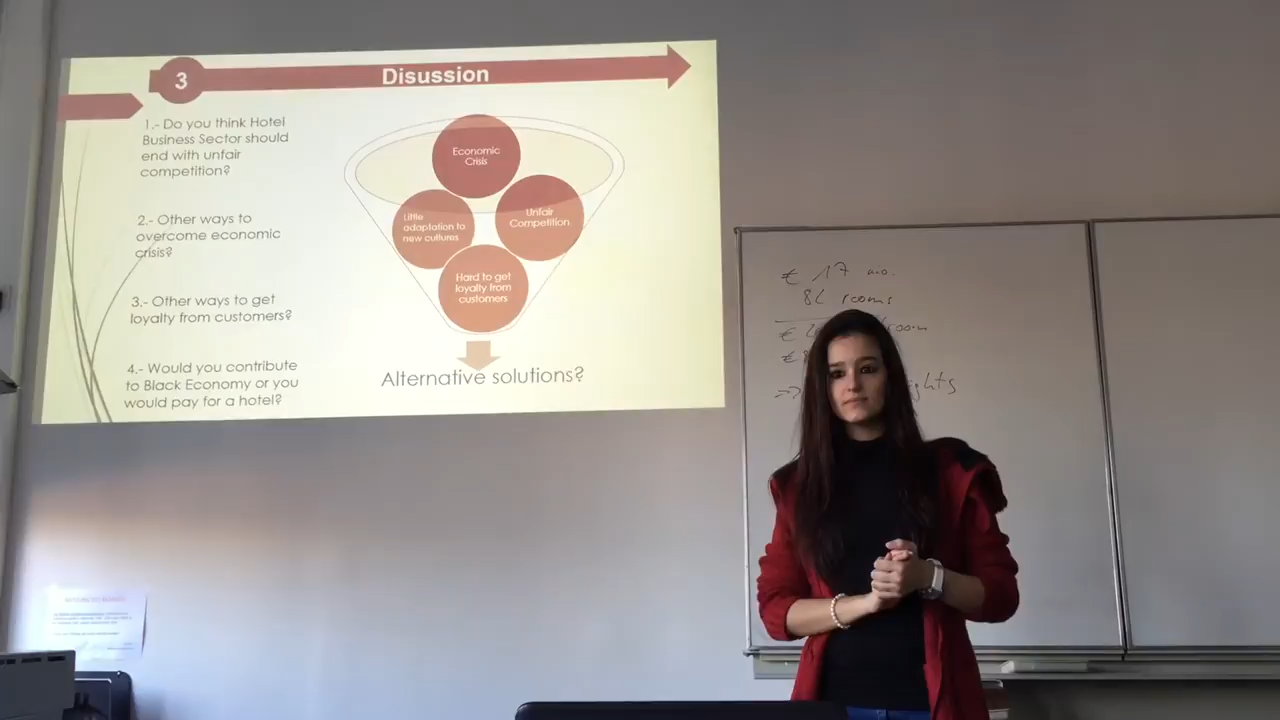 3
Disussion
1.- Do you think Hotel
Business Sector should
end with unfair
competition?
2.- Other ways to
overcome economic
crisis?
3.- Other ways to get
loyalty from customers?
4.- Would you contribute
to Black Economy or you
would pay for a hotel?
Economic
Crisis
Little
adaptation to
new cultures
Unfair
Competition
Hard to get
loyalty from
customers
Alternative solutions?
€ 17
rooms
€
€
=>